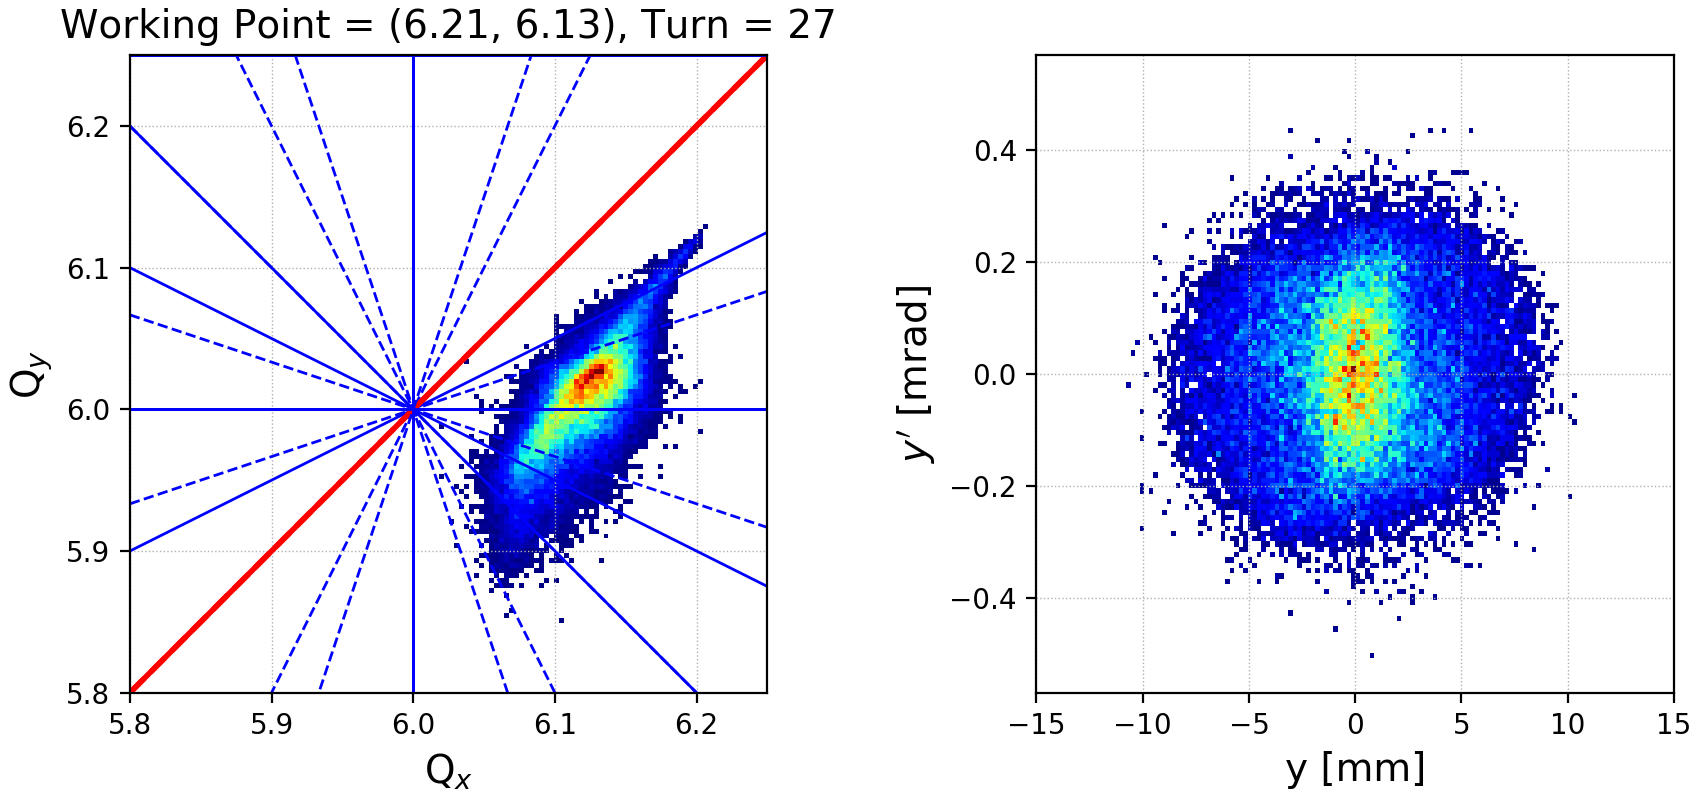 Working Point = (6.21, 6.13), Turn = 27
6.2
6.1
6.0
5.9
5.8
5.8 5.9 6.0 6.1 6.2
Qy
Qx
0.4
0.2
0.0
−0.2
−0.4
−15 −10 −5 0 5 10 15
y′ [mrad]
y [mm]